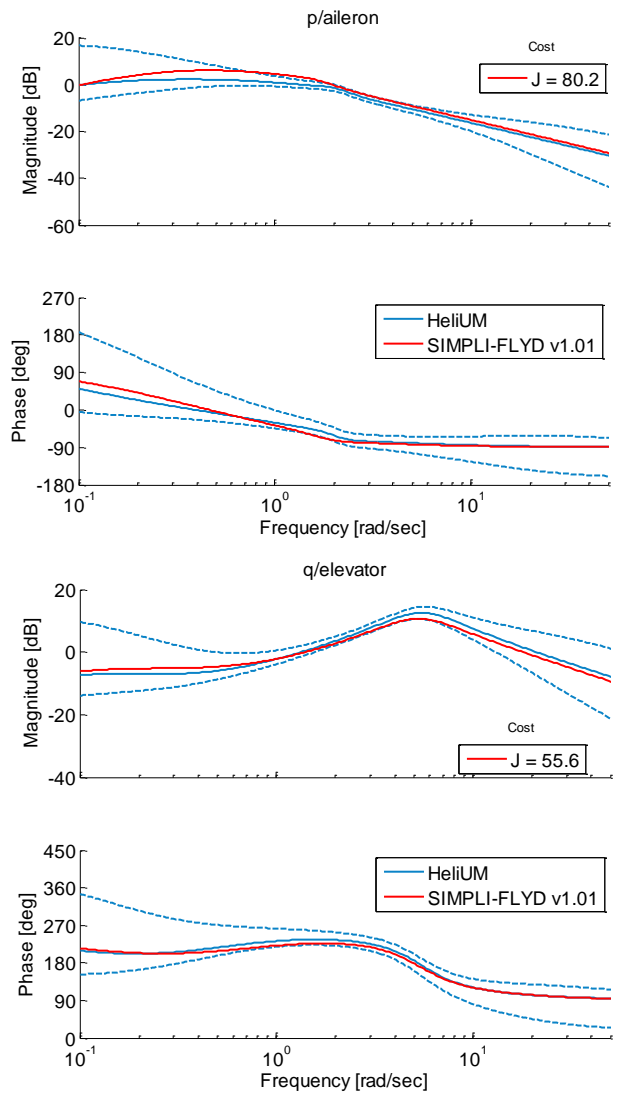 p/aileron
Magnitude [dB]
20
0
-20
-40
-60
Cost
J = 80.2
Phase [deg]
270
180
90
0
-90
-180
HeliUM
SIMPLI-FLYD v1.01
10^-1 10^0 10^1
Frequency [rad/sec]
q/elevator
Magnitude [dB]
20
0
-20
-40
Cost
J = 55.6
Phase [deg]
450
360
270
180
90
0
HeliUM
SIMPLI-FLYD v1.01
10^-1 10^0 10^1
Frequency [rad/sec]